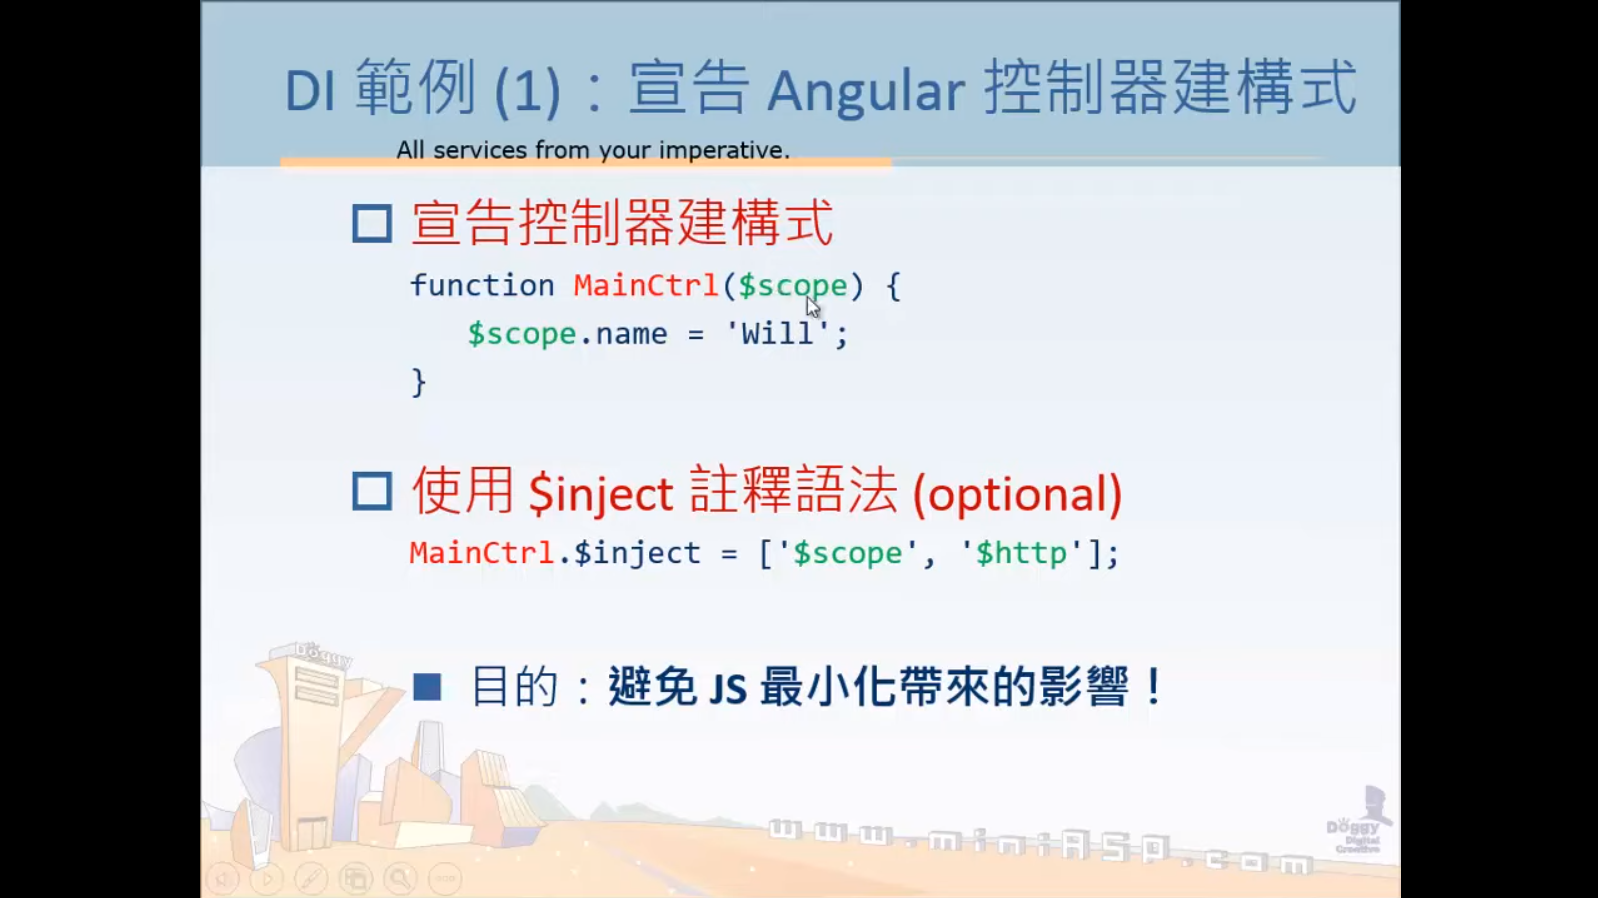 DI 範例 (1)：宣告 Angular 控制器建構式
All services from your imperative.
宣告控制器建構式
function MainCtrl($scope) {
$scope.name = 'Will';
}
使用 $inject 註釋語法 (optional)
MainCtrl.$inject = ['$scope', '$http'];
目的：避免 JS 最小化帶來的影響！
Doggy
www.miniASP.com
Doggy
Digital
Creative